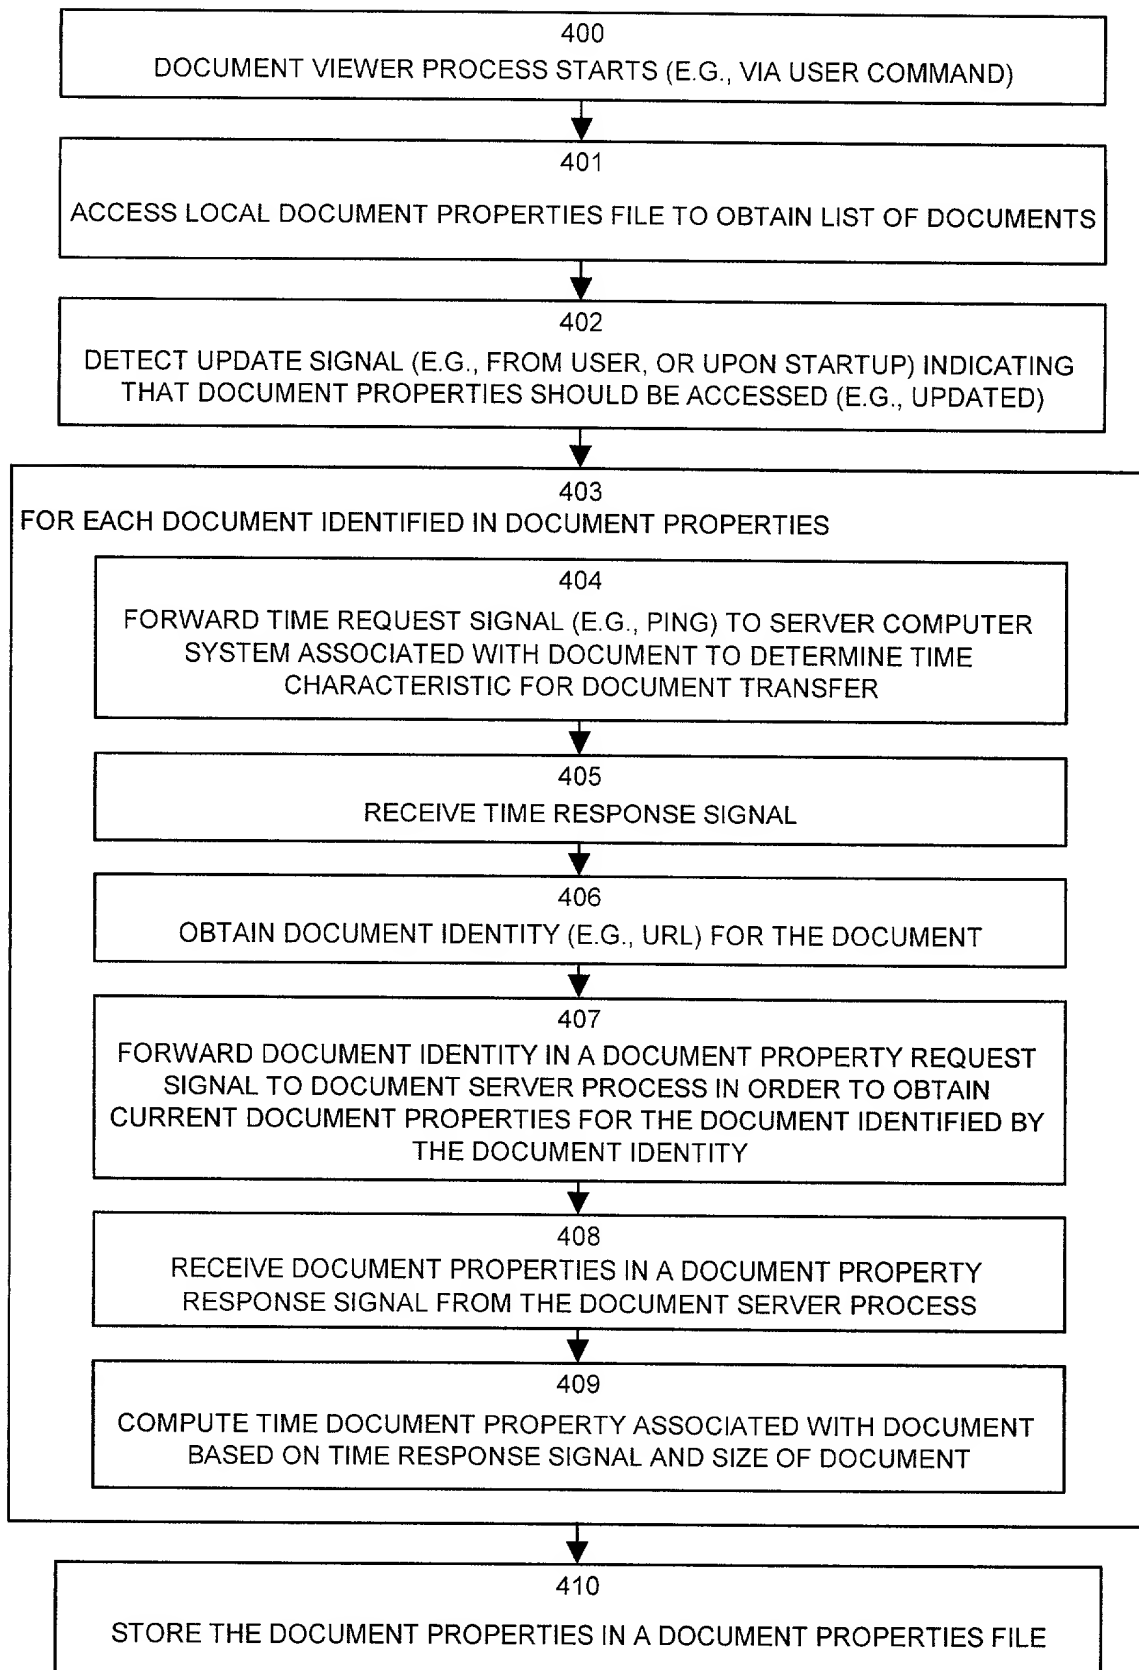 400
DOCUMENT VIEWER PROCESS STARTS (E.G., VIA USER COMMAND)
401
ACCESS LOCAL DOCUMENT PROPERTIES FILE TO OBTAIN LIST OF DOCUMENTS
402
DETECT UPDATE SIGNAL (E.G., FROM USER, OR UPON STARTUP) INDICATING
THAT DOCUMENT PROPERTIES SHOULD BE ACCESSED (E.G., UPDATED)
403
FOR EACH DOCUMENT IDENTIFIED IN DOCUMENT PROPERTIES
404
FORWARD TIME REQUEST SIGNAL (E.G., PING) TO SERVER COMPUTER
SYSTEM ASSOCIATED WITH DOCUMENT TO DETERMINE TIME
CHARACTERISTIC FOR DOCUMENT TRANSFER
405
RECEIVE TIME RESPONSE SIGNAL
406
OBTAIN DOCUMENT IDENTITY (E.G., URL) FOR THE DOCUMENT
407
FORWARD DOCUMENT IDENTITY IN A DOCUMENT PROPERTY REQUEST
SIGNAL TO DOCUMENT SERVER PROCESS IN ORDER TO OBTAIN
CURRENT DOCUMENT PROPERTIES FOR THE DOCUMENT IDENTIFIED BY
THE DOCUMENT IDENTITY
408
RECEIVE DOCUMENT PROPERTIES IN A DOCUMENT PROPERTY
RESPONSE SIGNAL FROM THE DOCUMENT SERVER PROCESS
409
COMPUTE TIME DOCUMENT PROPERTY ASSOCIATED WITH DOCUMENT
BASED ON TIME RESPONSE SIGNAL AND SIZE OF DOCUMENT
410
STORE THE DOCUMENT PROPERTIES IN A DOCUMENT PROPERTIES FILE